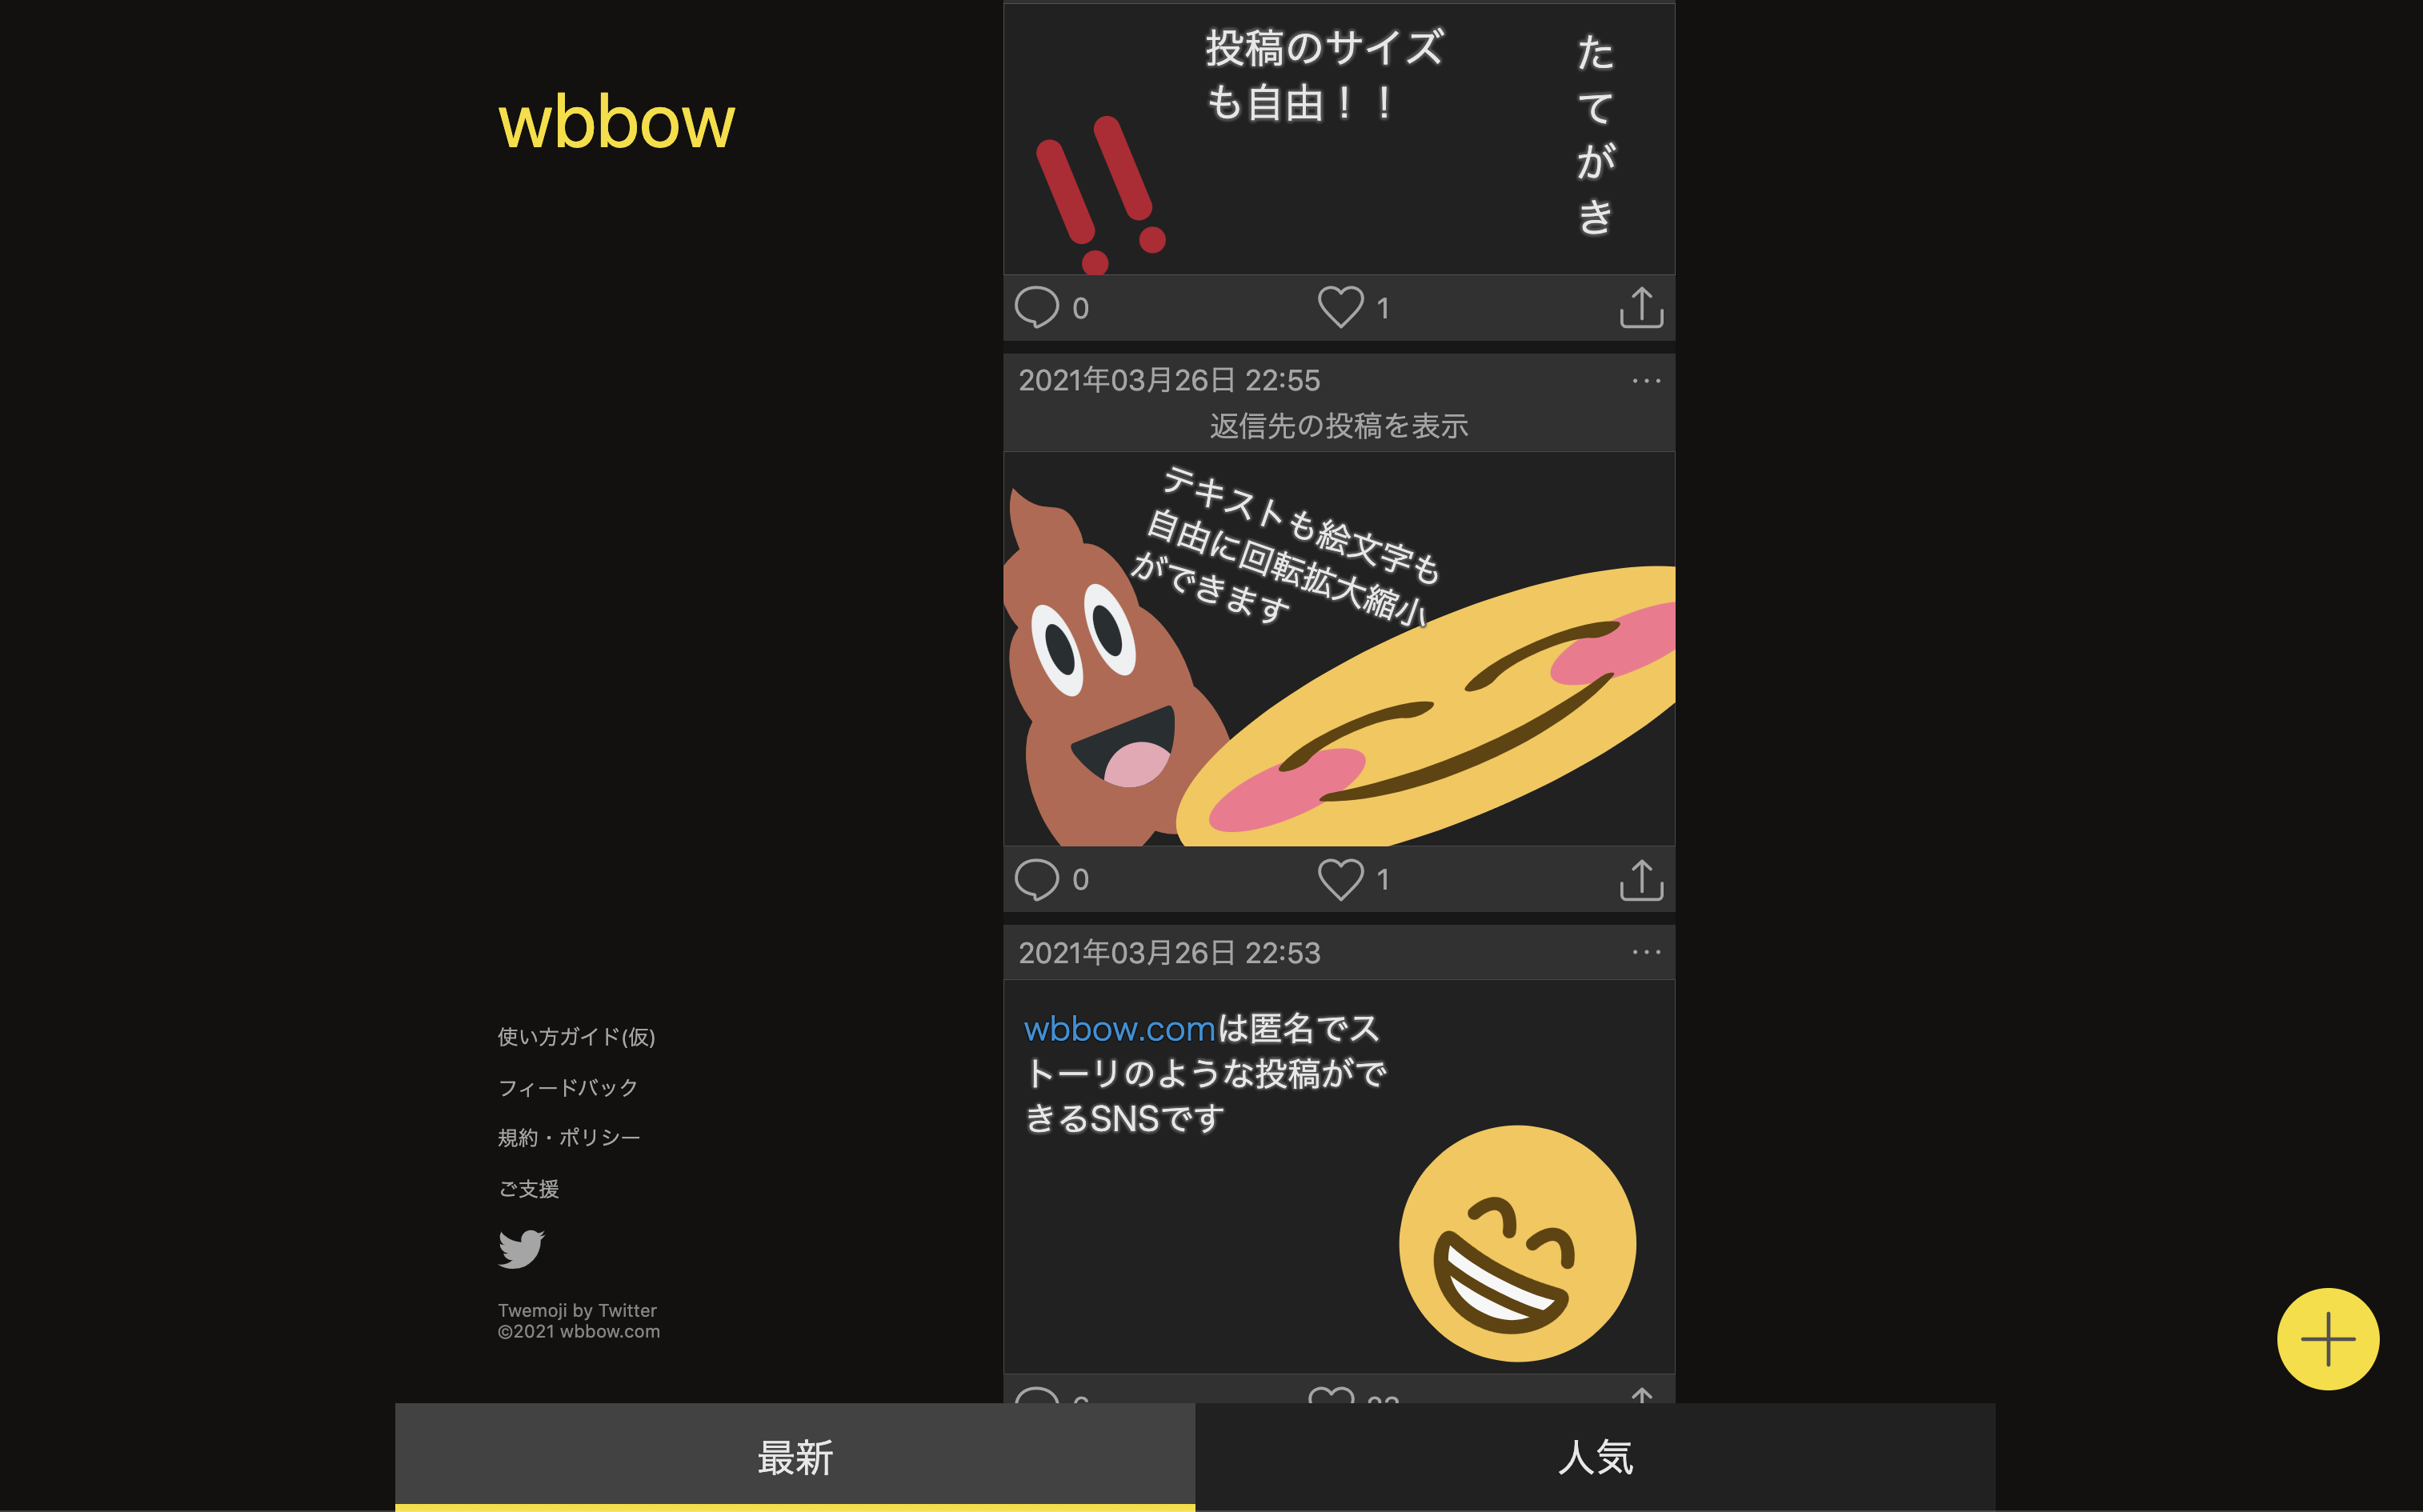 wbbow
投稿のサイズ
も自由！！
たてがき
0
1
2021年03月26日 22:55
返信先の投稿を表示
テキストも絵文字も
自由に回転拡大縮小
ができます
0
1
2021年03月26日 22:53
wbbow.comは匿名でス
トーリのような投稿がで
きるSNSです
使い方ガイド(仮)
フィードバック
規約・ポリシー
ご支援
Twemoji by Twitter
©2021 wbbow.com
最新
人気